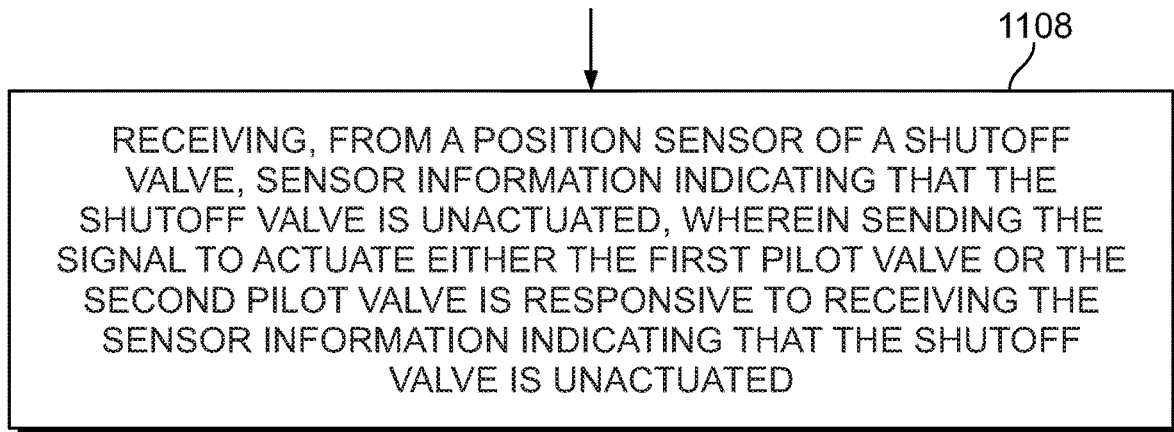 1108
RECEIVING, FROM A POSITION SENSOR OF A SHUTOFF
VALVE, SENSOR INFORMATION INDICATING THAT THE
SHUTOFF VALVE IS UNACTUATED, WHEREIN SENDING THE
SIGNAL TO ACTUATE EITHER THE FIRST PILOT VALVE OR THE
SECOND PILOT VALVE IS RESPONSIVE TO RECEIVING THE
SENSOR INFORMATION INDICATING THAT THE SHUTOFF
VALVE IS UNACTUATED